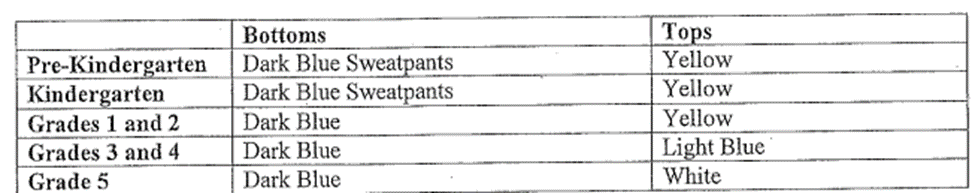 Bottoms Tops
Pre-Kindergarten Dark Blue Sweatpants Yellow
Kindergarten Dark Blue Sweatpants Yellow
Grades 1 and 2 Dark Blue Yellow
Grades 3 and 4 Dark Blue Light Blue
Grade 5 Dark Blue White